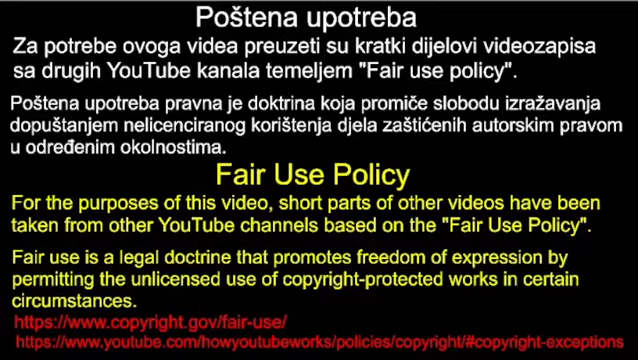 Poštena upotreba
Za potrebe ovoga videa preuzeti su kratki dijelovi videozapisa
sa drugih YouTube kanala temeljem "Fair use policy".
Poštena upotreba pravna je doktrina koja promiče slobodu izražavanja
dopuštanjem nelicenciranog korištenja djela zaštićenih autorskim pravom
u određenim okolnostima.
Fair Use Policy
For the purposes of this video, short parts of other videos have been
taken from other YouTube channels based on the "Fair Use Policy".
Fair use is a legal doctrine that promotes freedom of expression by
permitting the unlicensed use of copyright-protected works in certain
circumstances.
https://www.copyright.gov/fair-use/
https://www.youtube.com/howyoutubeworks/policies/copyright/#copyright-exceptions